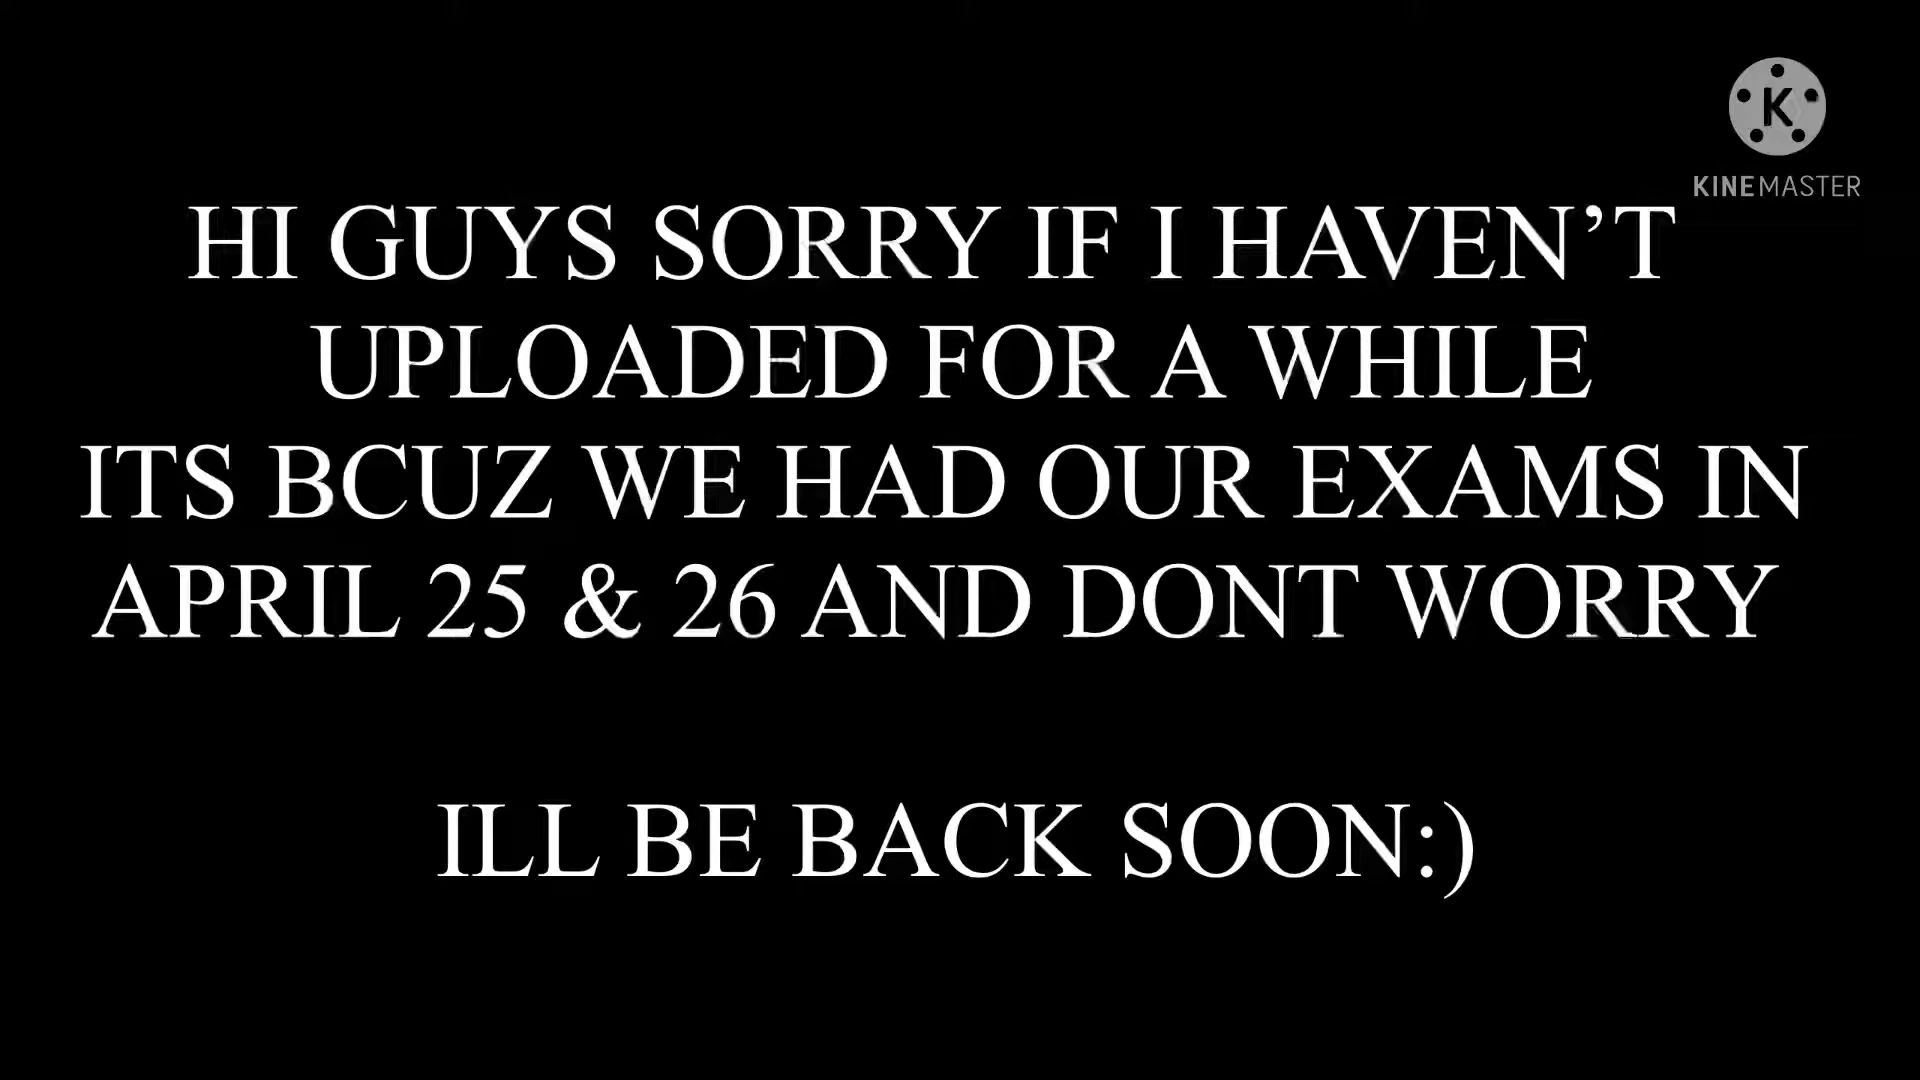 K
KINEMASTER
HI GUYS SORRY IF I HAVEN’T
UPLOADED FOR A WHILE
ITS BCUZ WE HAD OUR EXAMS IN
APRIL 25 & 26 AND DONT WORRY
ILL BE BACK SOON:)